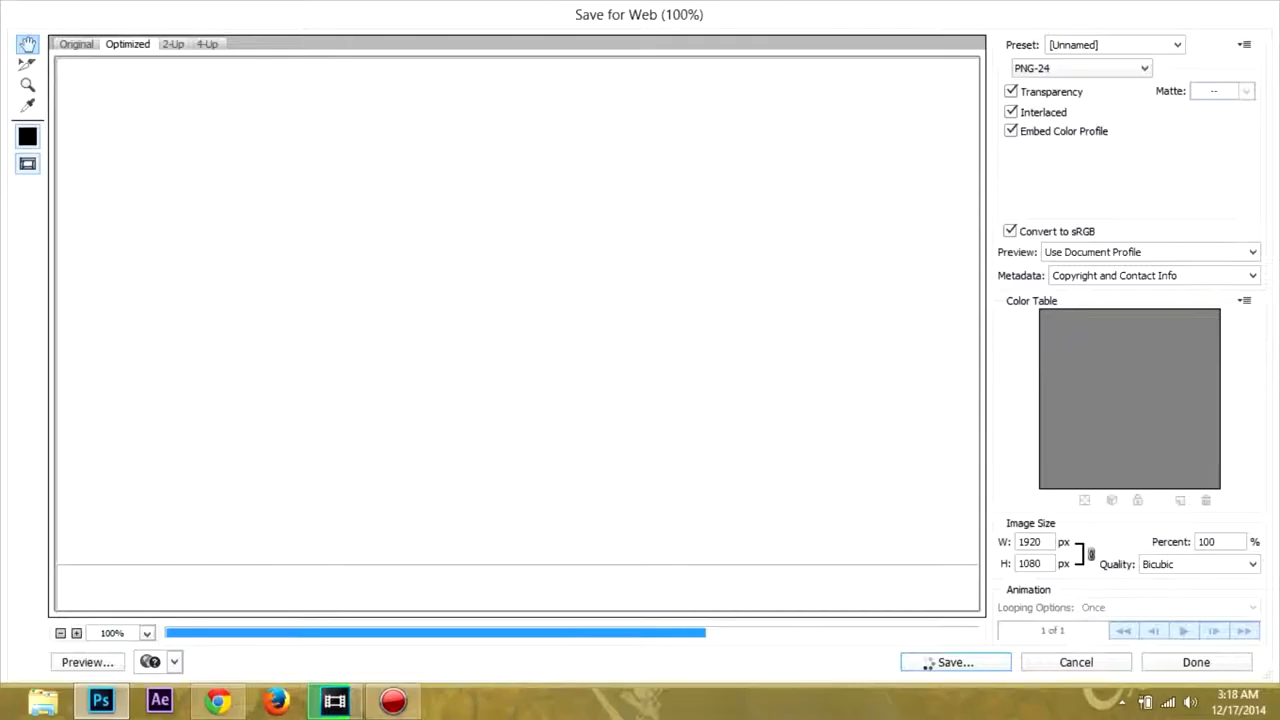 Save for Web (100%)
Original Optimized 2-Up 4-Up
Preset: [Unnamed]
PNG-24
Transparency Matte: --
Interlaced
Embed Color Profile
Convert to sRGB
Preview: Use Document Profile
Metadata: Copyright and Contact Info
Color Table
Image Size
W: 1920 px Percent: 100 %
H: 1080 px Quality: Bicubic
Animation
Looping Options: Once
1 of 1
100%
Preview... Save... Cancel Done
Ps Ae
3:18 AM
12/17/2014